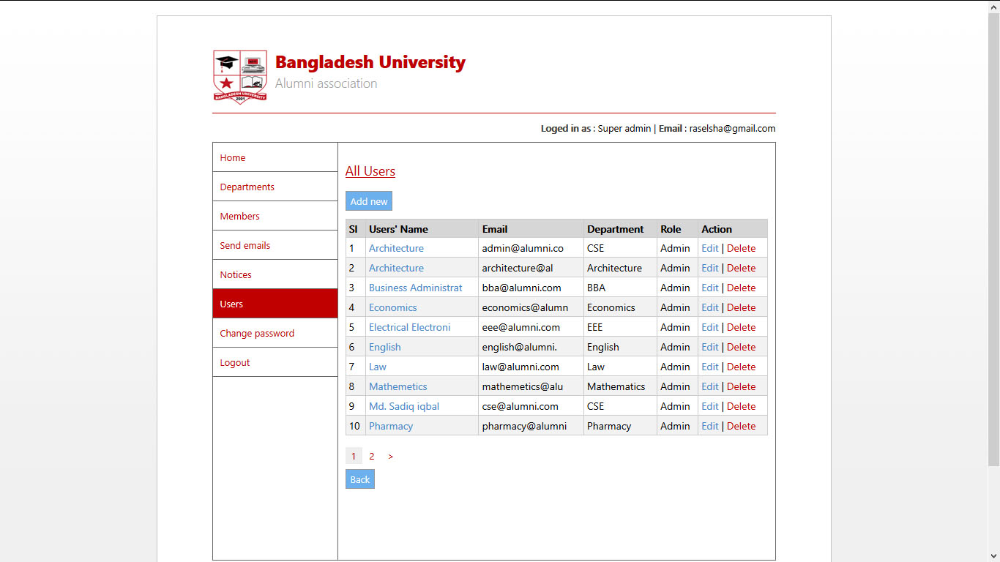 Bangladesh University
Alumni association
BANGLADESH UNIVERSITY
2001
Loged in as : Super admin | Email : raselsha@gmail.com
Home
Departments
Members
Send emails
Notices
Users
Change password
Logout
All Users
Add new
Sl Users' Name Email Department Role Action
1 Architecture admin@alumni.co CSE Admin Edit | Delete
2 Architecture architecture@al Architecture Admin Edit | Delete
3 Business Administrat bba@alumni.com BBA Admin Edit | Delete
4 Economics economics@alumn Economics Admin Edit | Delete
5 Electrical Electroni eee@alumni.com EEE Admin Edit | Delete
6 English english@alumni. English Admin Edit | Delete
7 Law law@alumni.com Law Admin Edit | Delete
8 Mathemetics mathemetics@alu Mathematics Admin Edit | Delete
9 Md. Sadiq iqbal cse@alumni.com CSE Admin Edit | Delete
10 Pharmacy pharmacy@alumni Pharmacy Admin Edit | Delete
1 2 >
Back